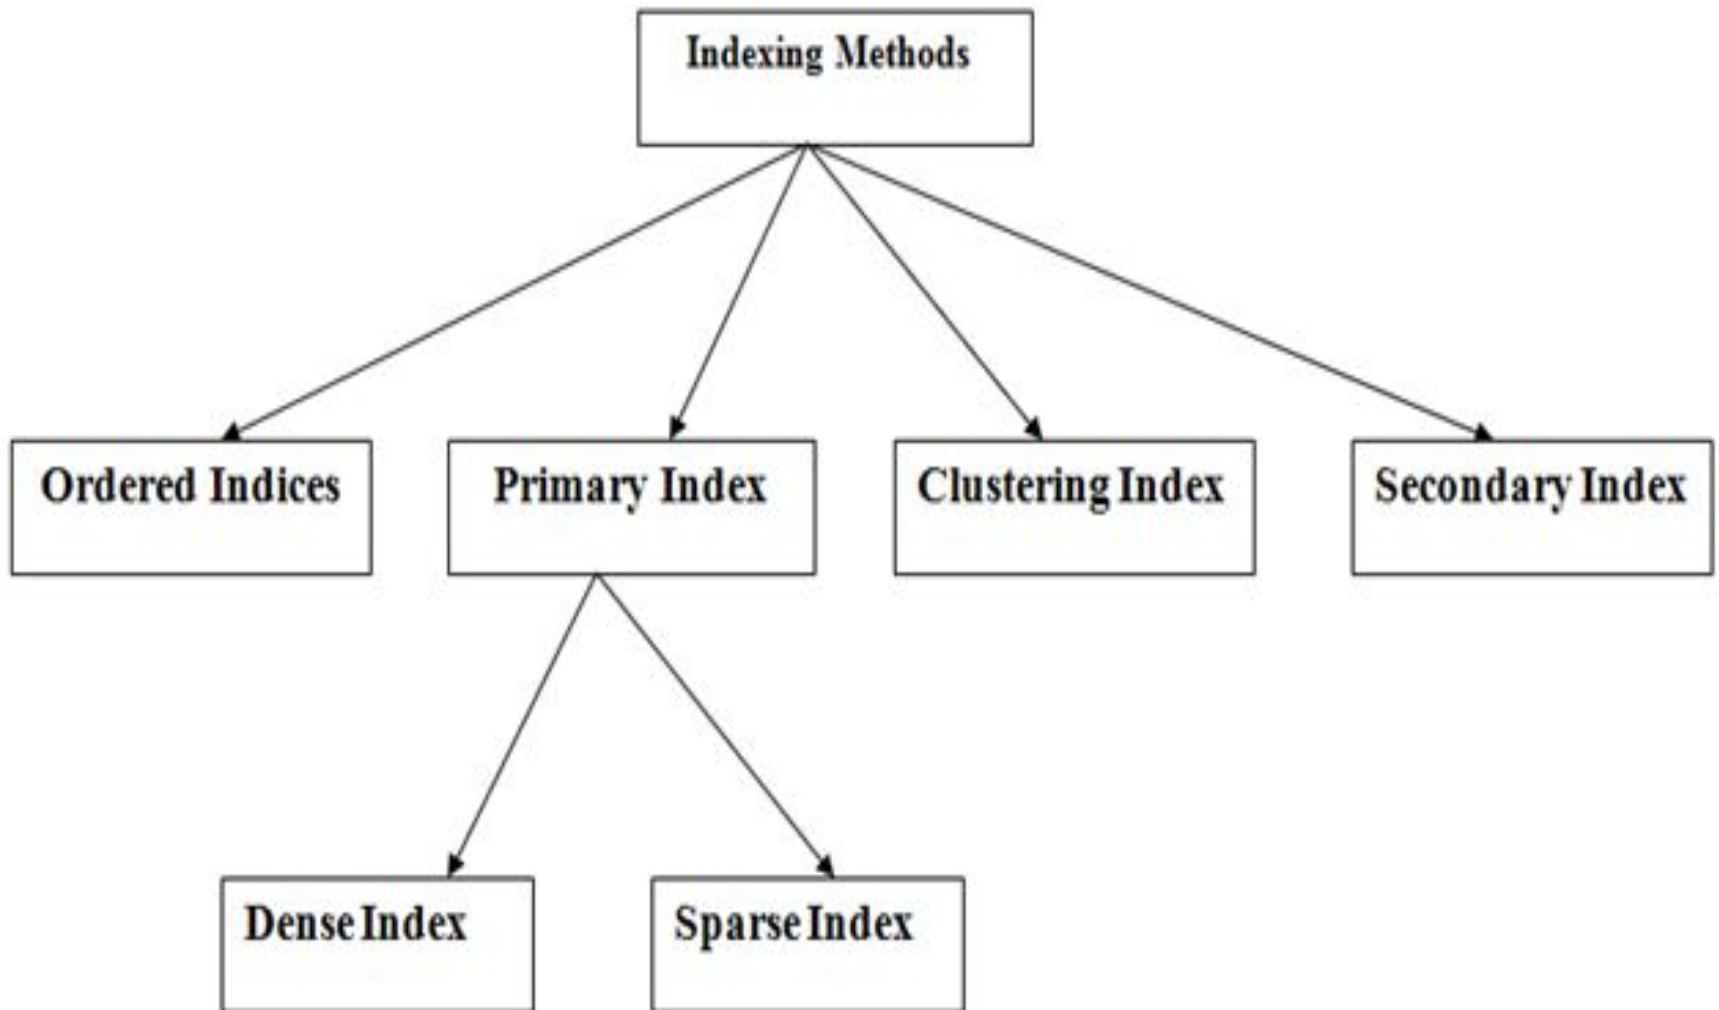 Indexing Methods
Ordered Indices
Primary Index
Clustering Index
Secondary Index
Dense Index
Sparse Index